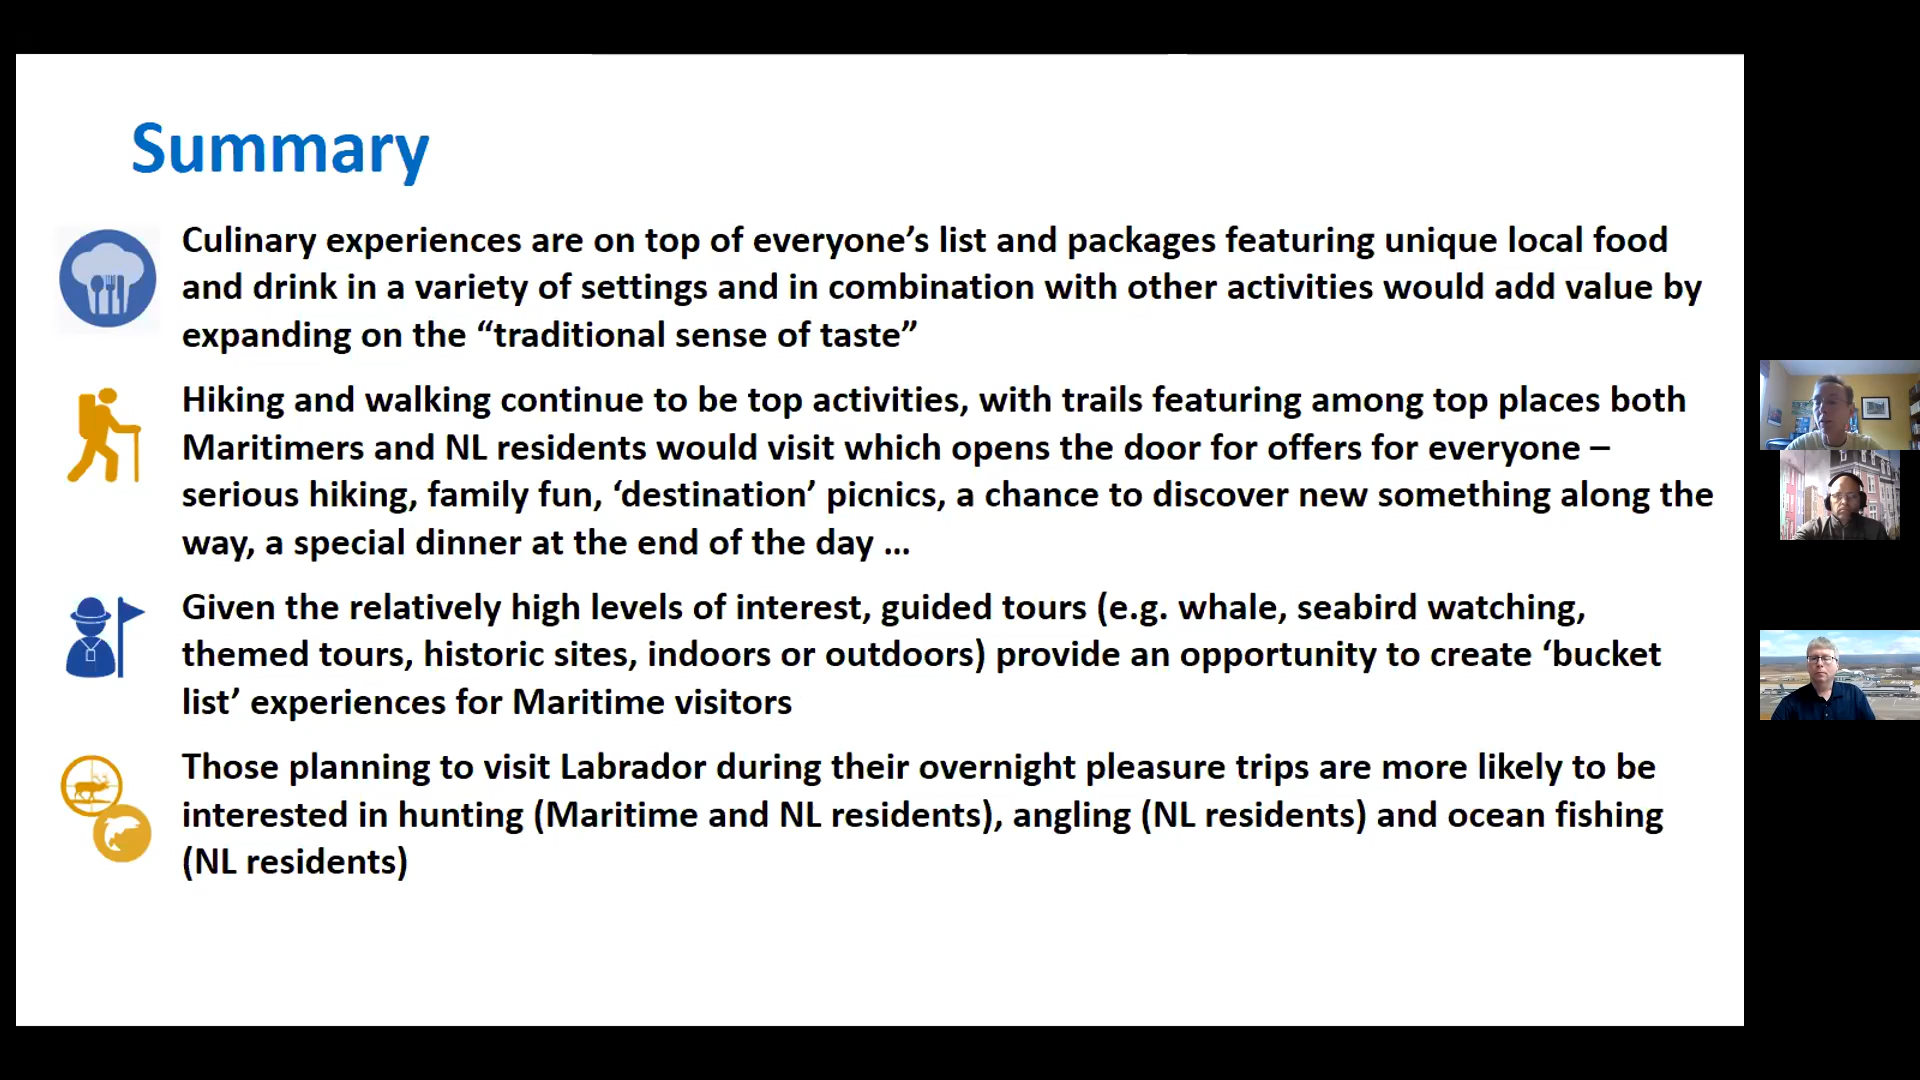 Summary
Culinary experiences are on top of everyone’s list and packages featuring unique local food
and drink in a variety of settings and in combination with other activities would add value by
expanding on the “traditional sense of taste”
Hiking and walking continue to be top activities, with trails featuring among top places both
Maritimers and NL residents would visit which opens the door for offers for everyone –
serious hiking, family fun, ‘destination’ picnics, a chance to discover new something along the
way, a special dinner at the end of the day ...
Given the relatively high levels of interest, guided tours (e.g. whale, seabird watching,
themed tours, historic sites, indoors or outdoors) provide an opportunity to create ‘bucket
list’ experiences for Maritime visitors
Those planning to visit Labrador during their overnight pleasure trips are more likely to be
interested in hunting (Maritime and NL residents), angling (NL residents) and ocean fishing
(NL residents)